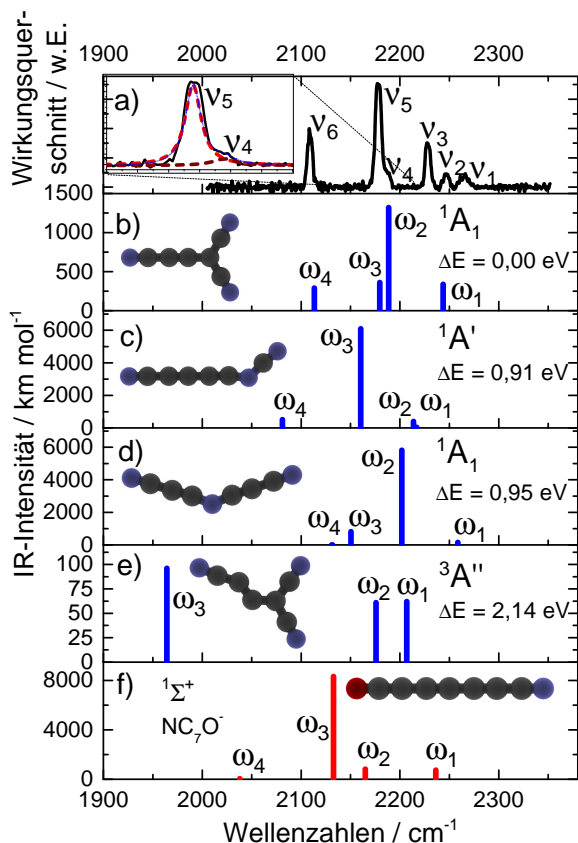 1900 2000 2100 2200 2300
Wirkungsquer-
schnitt / w.E.
a)
ν5
ν4
ν6
ν5
ν4
ν3
ν2
ν1
1500
1000
500
0
b)
ω4
ω3
ω2
ω1
¹A₁
ΔE = 0,00 eV
IR-Intensität / km mol⁻¹
6000
4000
2000
0
c)
ω4
ω3
ω2
ω1
¹A'
ΔE = 0,91 eV
6000
4000
2000
0
d)
ω4
ω3
ω2
ω1
¹A₁
ΔE = 0,95 eV
100
75
50
25
0
e)
ω3
ω2
ω1
³A''
ΔE = 2,14 eV
8000
4000
0
f)
¹Σ⁺
NC₇O⁻
ω4
ω3
ω2
ω1
1900 2000 2100 2200 2300
Wellenzahlen / cm⁻¹